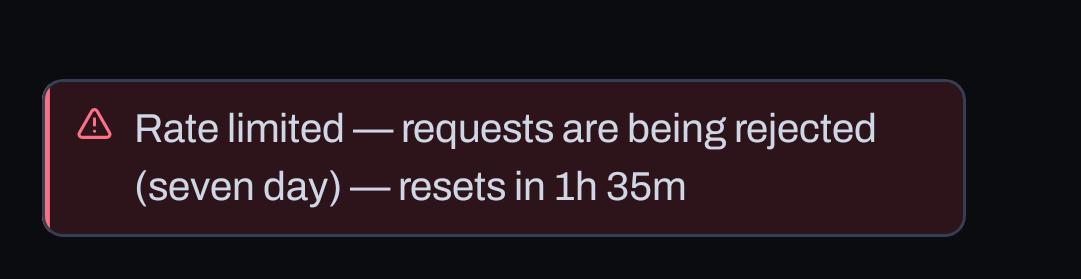 Rate limited — requests are being rejected
(seven day) — resets in 1h 35m